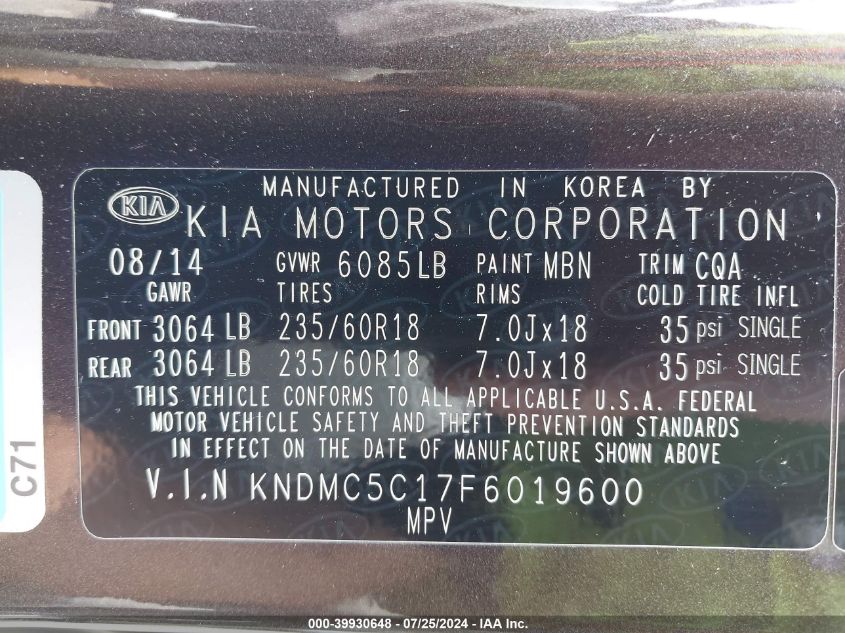 MANUFACTURED IN KOREA BY
KIA KIA MOTORS CORPORATION
08/14 GVWR 6085LB PAINT MBN TRIM CQA
GAWR TIRES RIMS COLD TIRE INFL
FRONT 3064 LB 235/60R18 7.0Jx18 35 psi SINGLE
REAR 3064 LB 235/60R18 7.0Jx18 35 psi SINGLE
THIS VEHICLE CONFORMS TO ALL APPLICABLE U.S.A. FEDERAL
MOTOR VEHICLE SAFETY AND THEFT PREVENTION STANDARDS
IN EFFECT ON THE DATE OF MANUFACTURE SHOWN ABOVE
V.I.N KNDMC5C17F6019600
MPV
C71
000-39930648 - 07/25/2024 - IAA Inc.